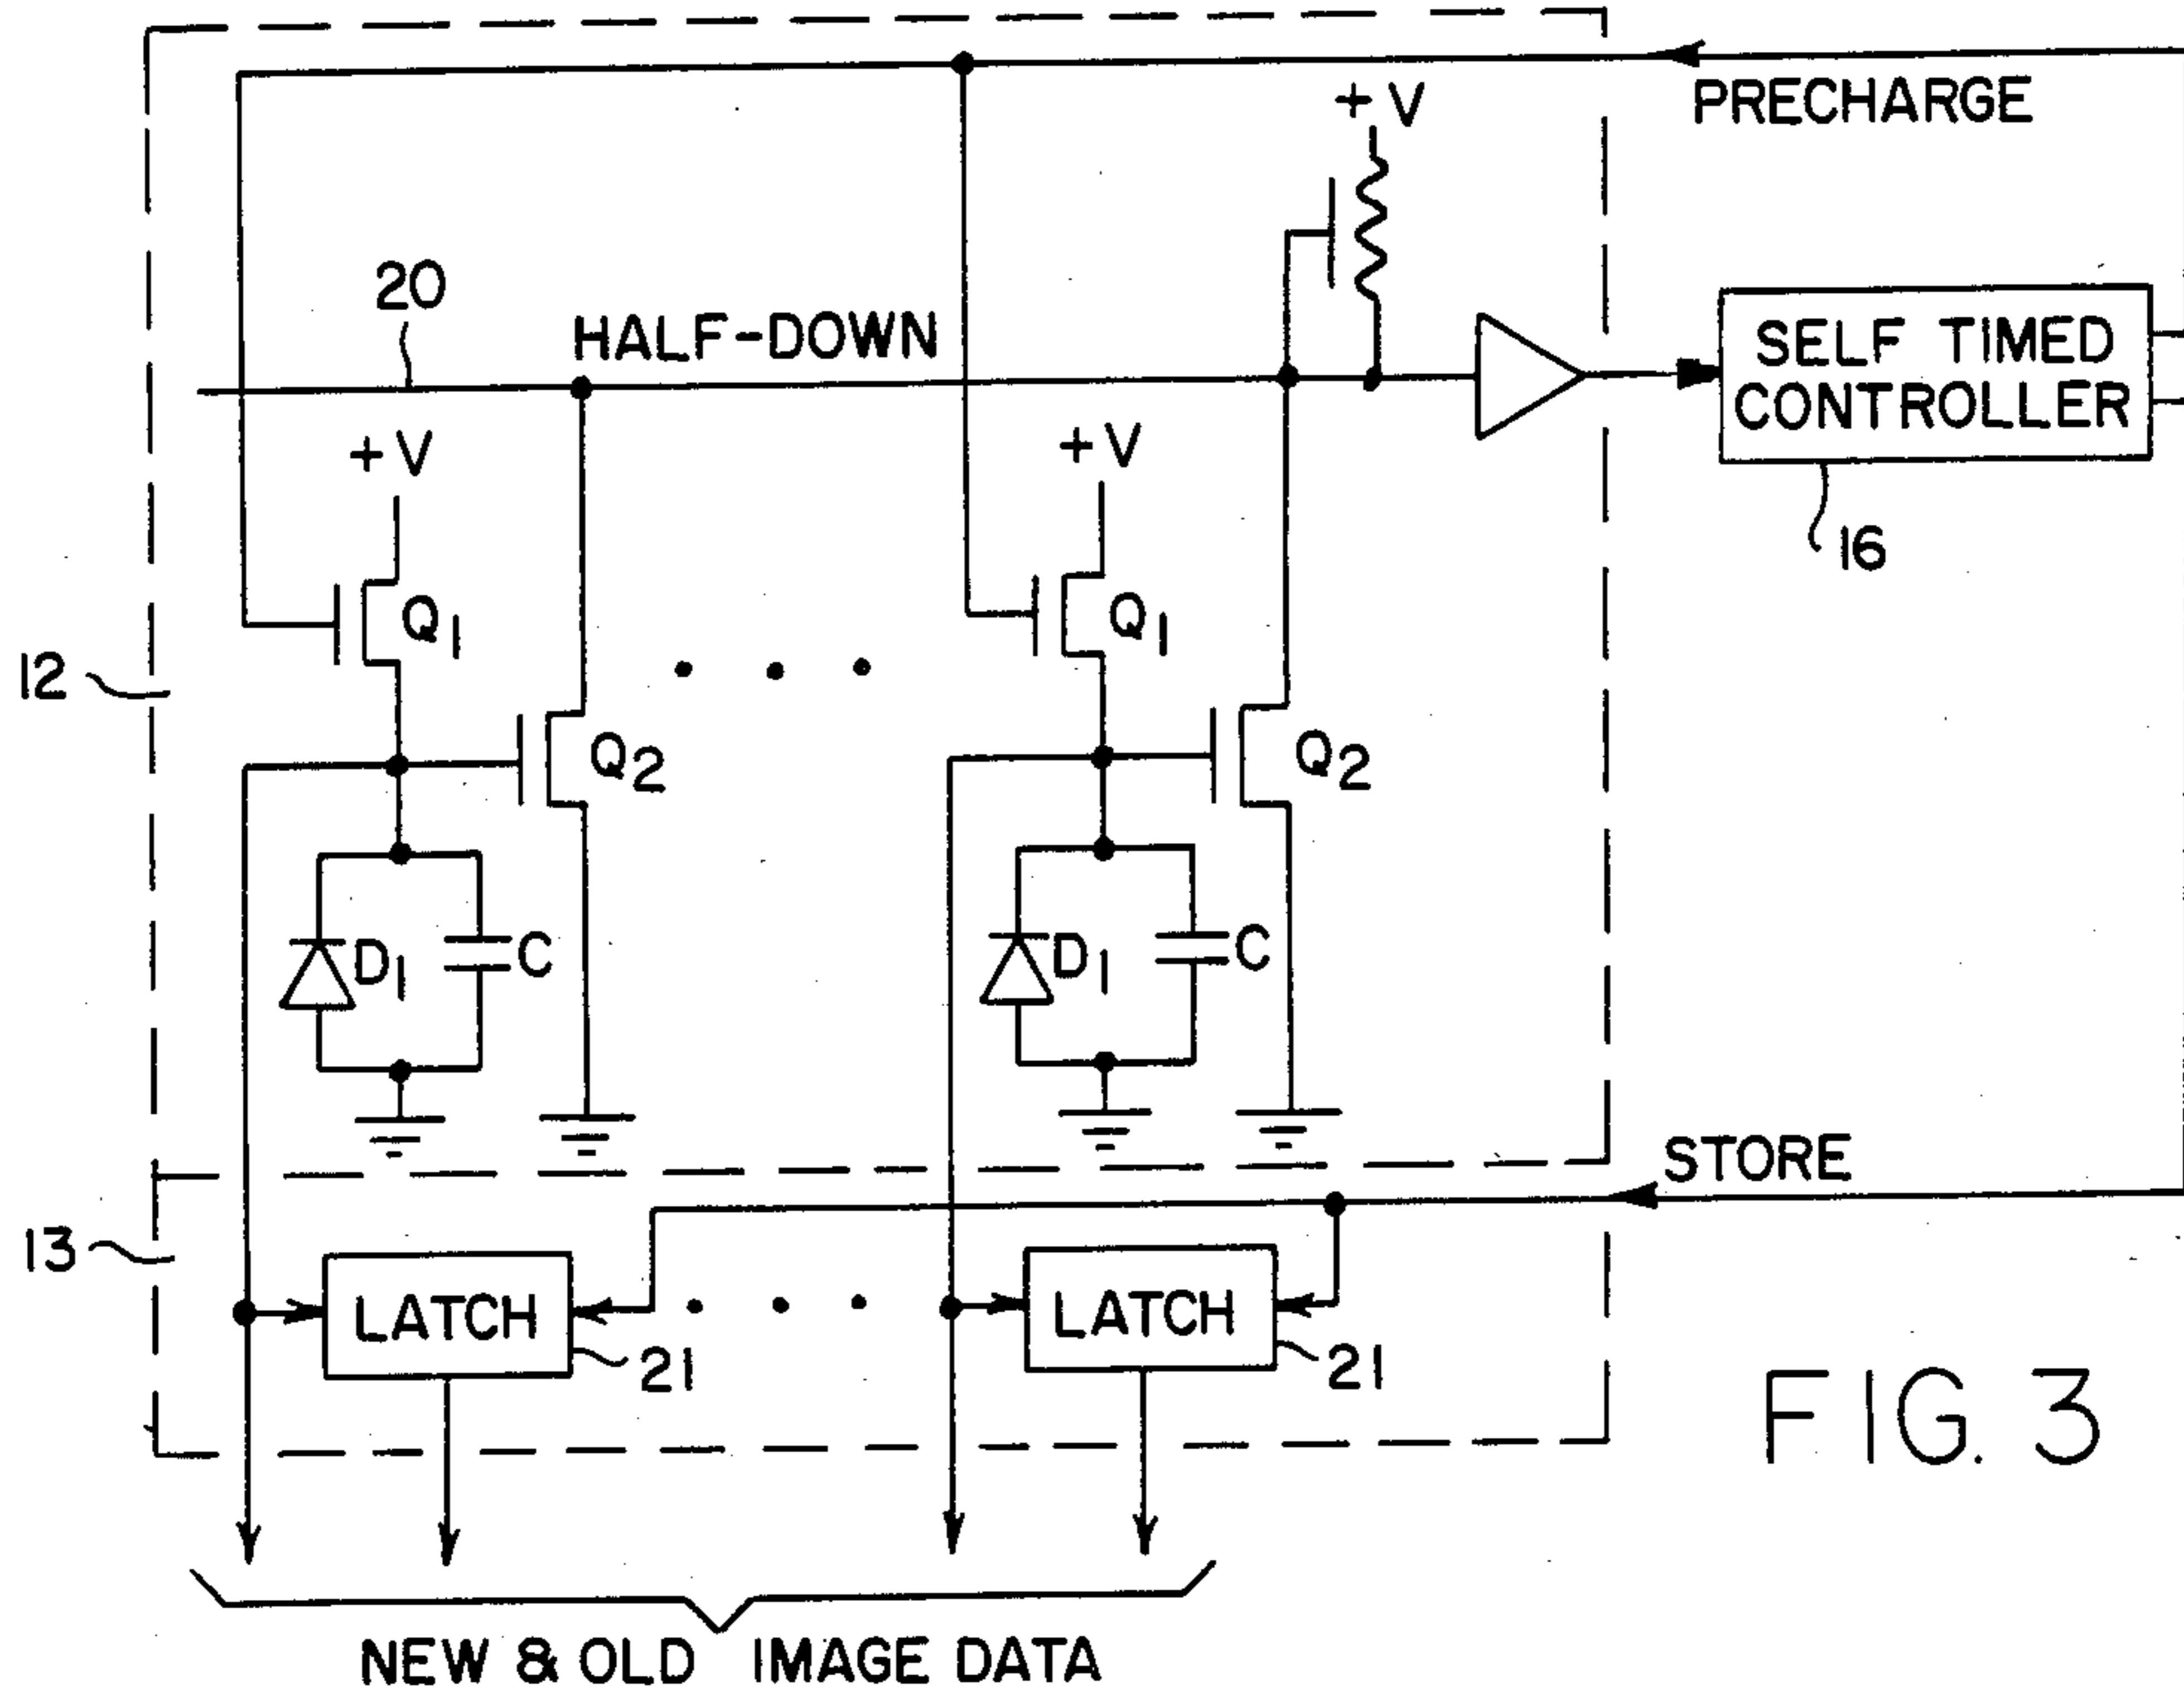 PRECHARGE
+V
20
HALF-DOWN
SELF TIMED
CONTROLLER
+V
+V
16
Q1
Q1
12
Q2
Q2
D1
C
D1
C
STORE
13
LATCH
LATCH
21
21
FIG. 3
NEW & OLD IMAGE DATA